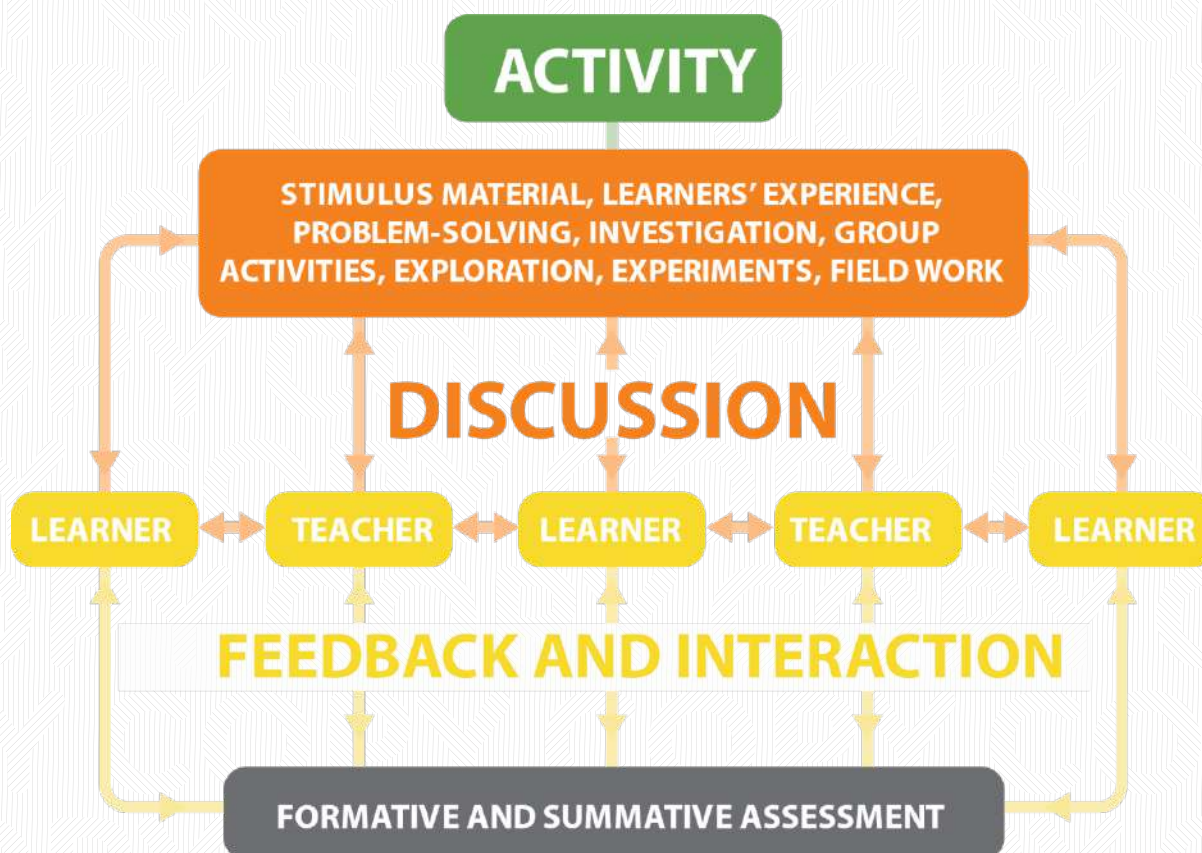 ACTIVITY
STIMULUS MATERIAL, LEARNERS’ EXPERIENCE,
PROBLEM-SOLVING, INVESTIGATION, GROUP
ACTIVITIES, EXPLORATION, EXPERIMENTS, FIELD WORK
DISCUSSION
LEARNER TEACHER LEARNER TEACHER LEARNER
FEEDBACK AND INTERACTION
FORMATIVE AND SUMMATIVE ASSESSMENT